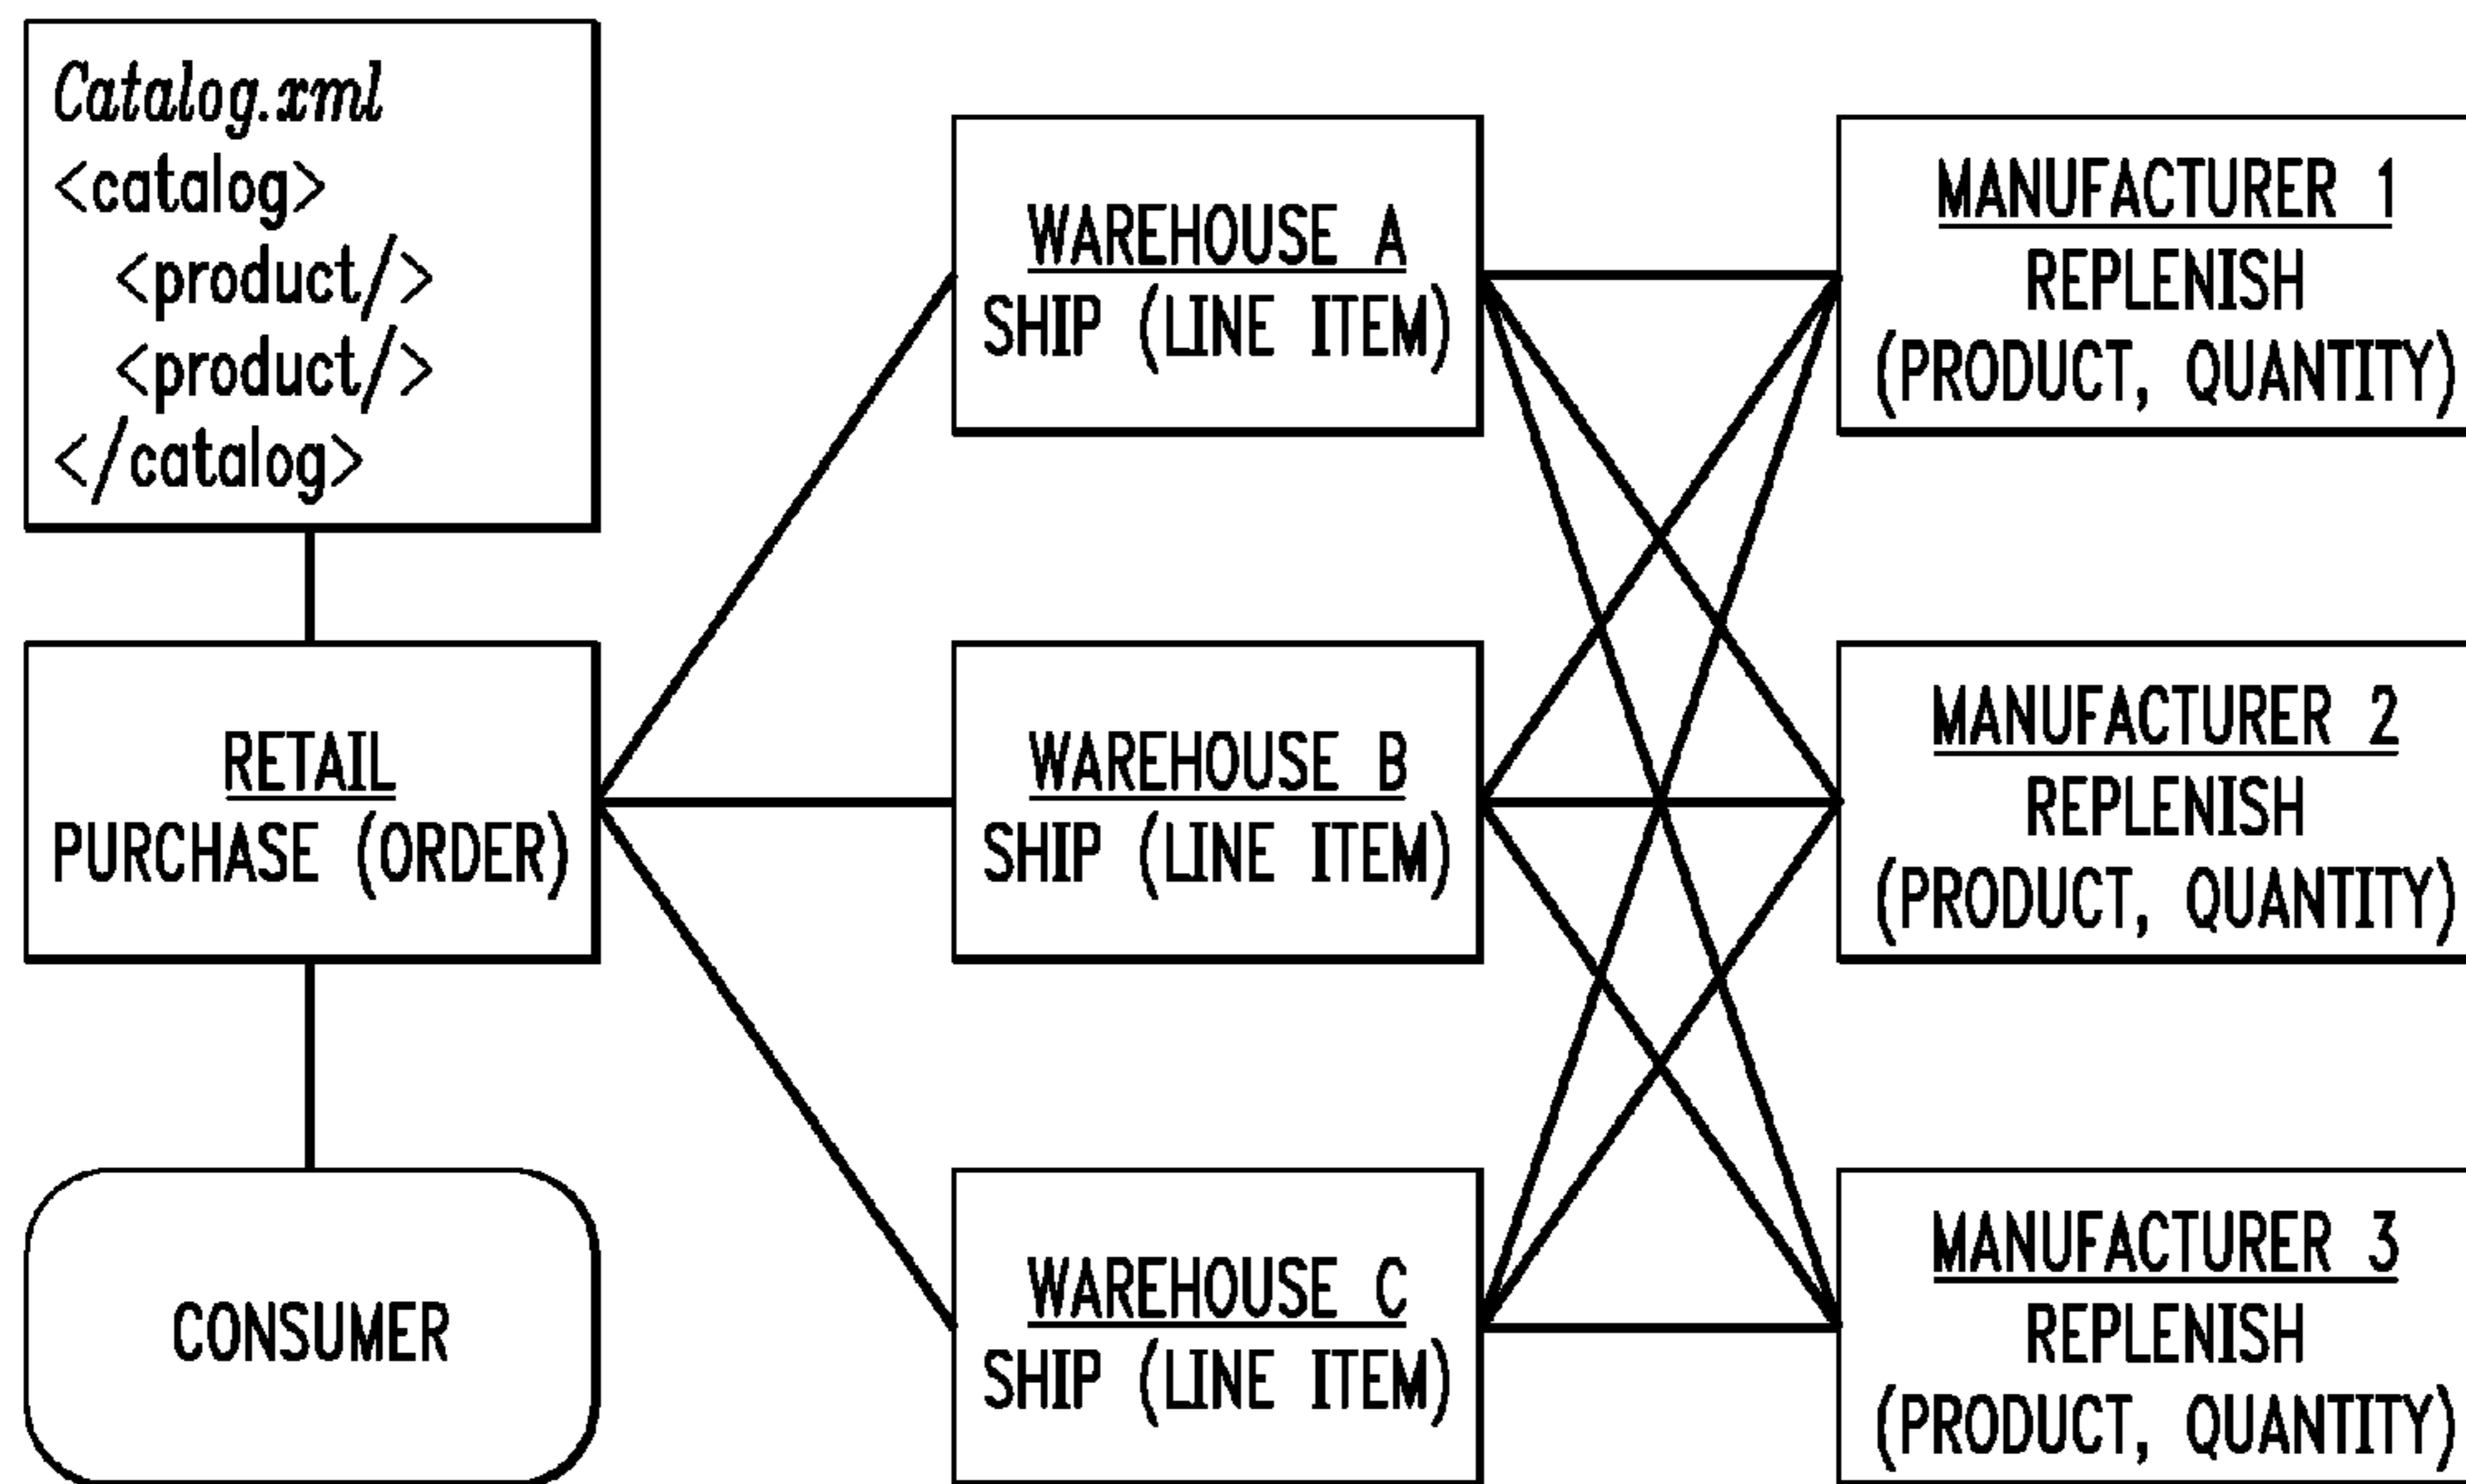 Catalog.xml
<catalog>
<product/>
<product/>
</catalog>
RETAIL
PURCHASE (ORDER)
CONSUMER
WAREHOUSE A
SHIP (LINE ITEM)
WAREHOUSE B
SHIP (LINE ITEM)
WAREHOUSE C
SHIP (LINE ITEM)
MANUFACTURER 1
REPLENISH
(PRODUCT, QUANTITY)
MANUFACTURER 2
REPLENISH
(PRODUCT, QUANTITY)
MANUFACTURER 3
REPLENISH
(PRODUCT, QUANTITY)